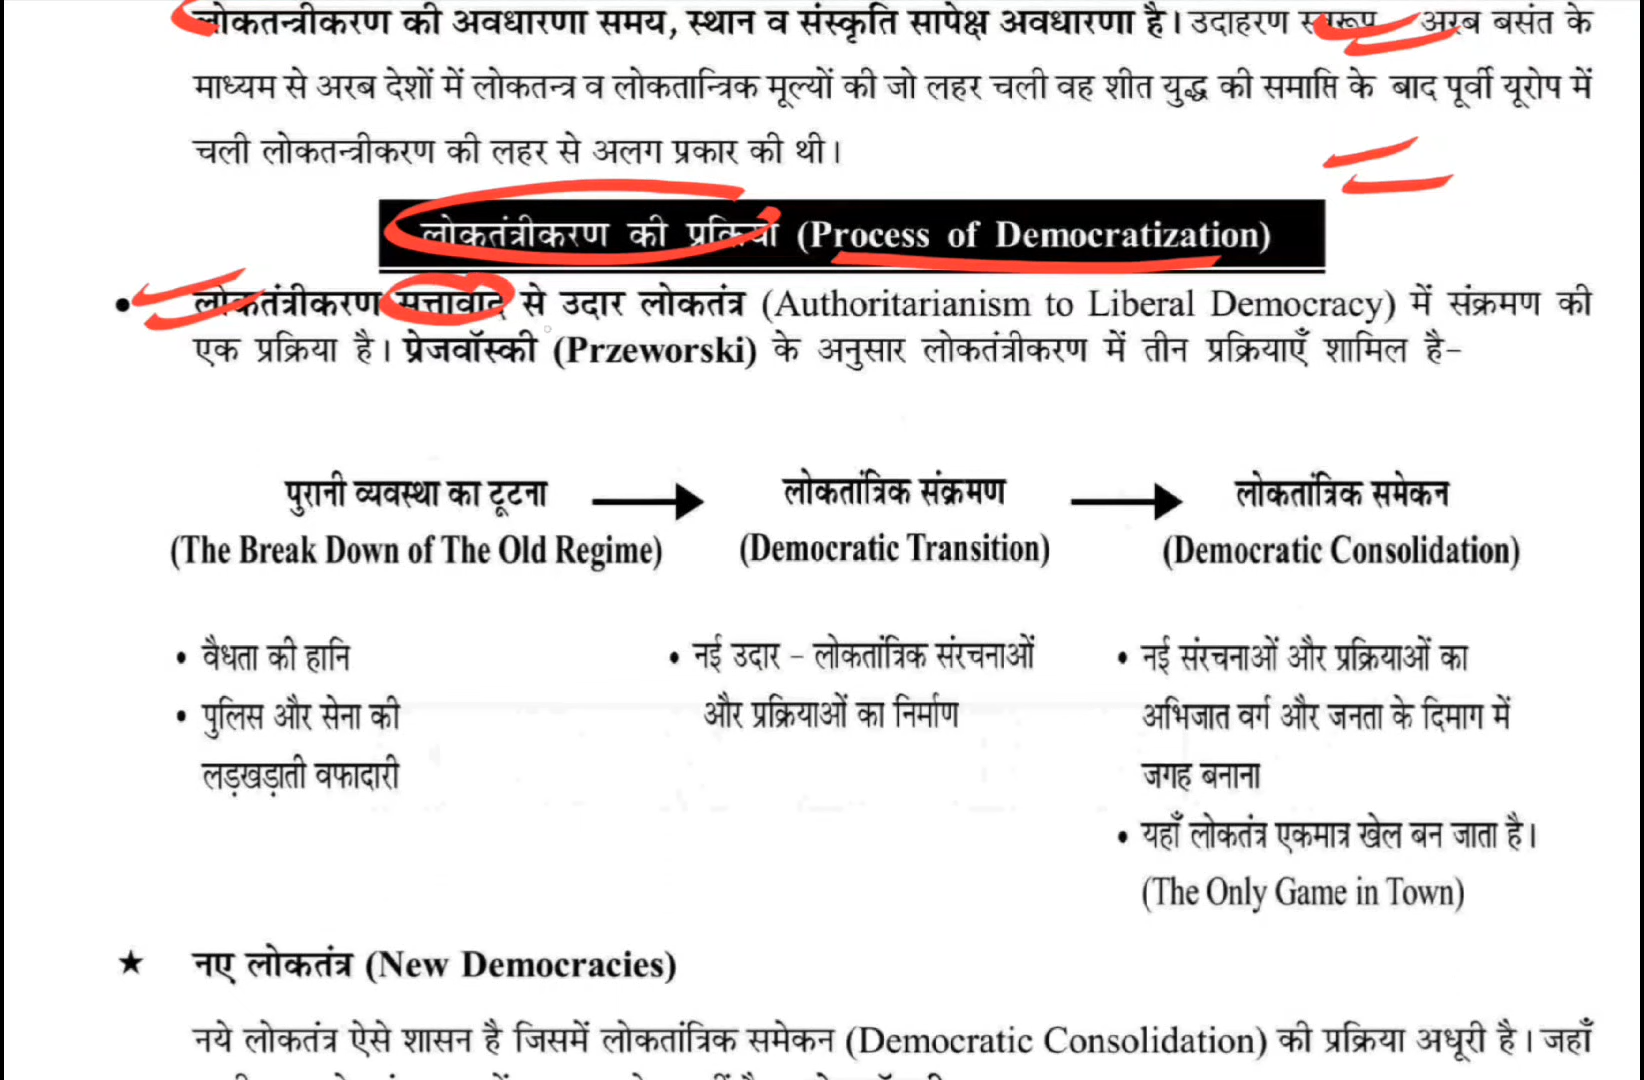 लोकतन्त्रीकरण की अवधारणा समय, स्थान व संस्कृति सापेक्ष अवधारणा है। उदाहरण स्वरूप अरब बसंत के
माध्यम से अरब देशों में लोकतन्त्र व लोकतान्त्रिक मूल्यों की जो लहर चली वह शीत युद्ध की समाप्ति के बाद पूर्वी यूरोप में
चली लोकतन्त्रीकरण की लहर से अलग प्रकार की थी।
लोकतंत्रीकरण की प्रक्रिया (Process of Democratization)
• लोकतंत्रीकरण सत्तावाद से उदार लोकतंत्र (Authoritarianism to Liberal Democracy) में संक्रमण की
एक प्रक्रिया है। प्रेजवॉस्की (Przeworski) के अनुसार लोकतंत्रीकरण में तीन प्रक्रियाएँ शामिल है–
पुरानी व्यवस्था का टूटना
(The Break Down of The Old Regime)
• वैधता की हानि
• पुलिस और सेना की
लड़खड़ाती वफादारी
लोकतांत्रिक संक्रमण
(Democratic Transition)
• नई उदार – लोकतांत्रिक संरचनाओं
और प्रक्रियाओं का निर्माण
लोकतांत्रिक समेकन
(Democratic Consolidation)
• नई संरचनाओं और प्रक्रियाओं का
अभिजात वर्ग और जनता के दिमाग में
जगह बनाना
• यहाँ लोकतंत्र एकमात्र खेल बन जाता है।
(The Only Game in Town)
★ नए लोकतंत्र (New Democracies)
नये लोकतंत्र ऐसे शासन है जिसमें लोकतांत्रिक समेकन (Democratic Consolidation) की प्रक्रिया अधूरी है। जहाँ